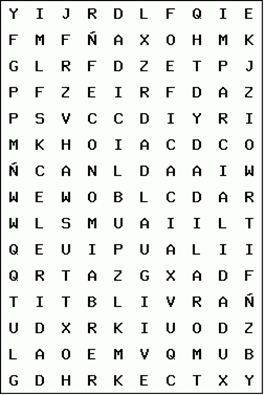 Y I J R D L F Q I E
F M F Ñ A X O H M K
G L R F D Z E T P J
P F Z E I R F D A Z
P S V C C D I Y R I
M K H O I A C D C O
Ñ C A N L D A A I W
W E W O B L C D A R
W L S M U A I I L T
Q E U I P U A L I I
Q R T A Z G X A D F
T I T B L I V R A Ñ
U D X R K I U O D Z
L A O E M V Q M U B
G D H R K E C T X Y